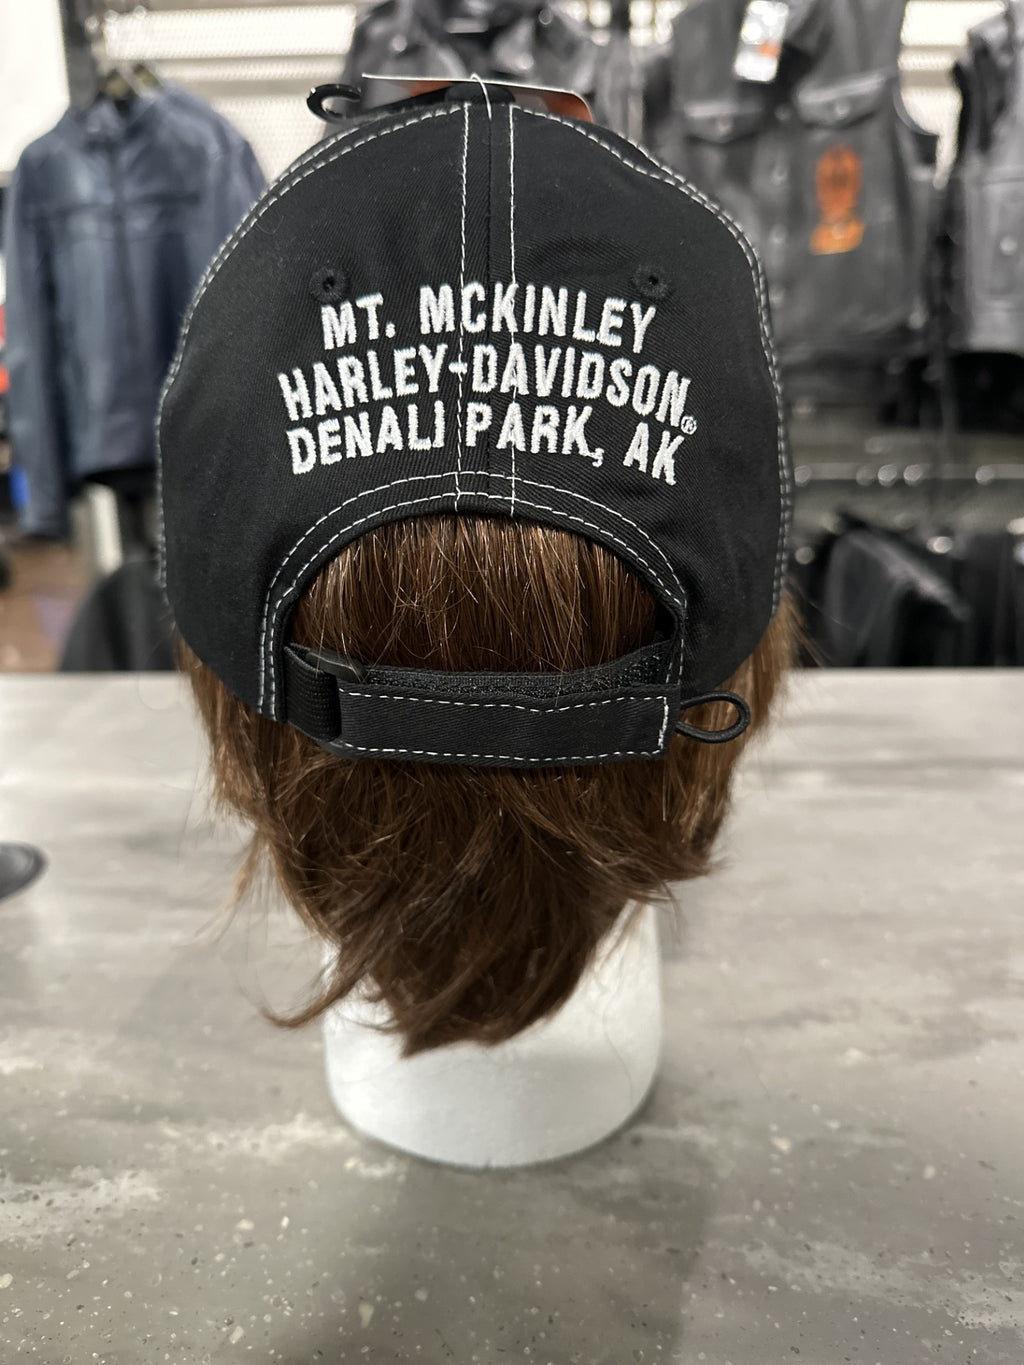 MT. MCKINLEY
HARLEY-DAVIDSON®
DENALI PARK, AK